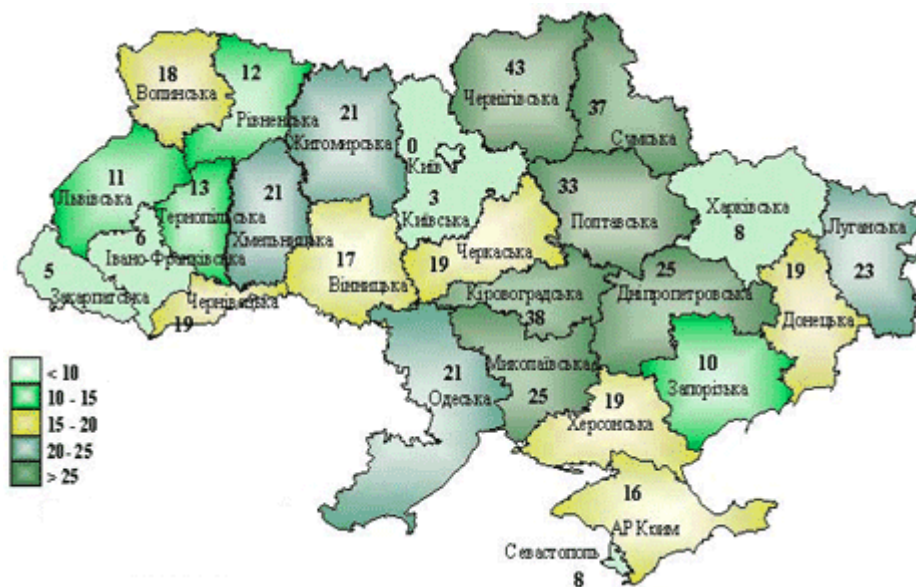 43
Чернігівська
37
Сумська
18
Волинська
12
Рівненська
21
Житомирська
0
Київ
3
Київська
11
Львівська
13
Тернопільська
21
Хмельницька
33
Полтавська
Харківська
8
Луганська
23
6
Івано-Франківська
5
Закарпатська
17
Вінницька
19
Черкаська
19
Чернівецька
Кіровоградська
38
25
Дніпропетровська
19
Донецька
Миколаївська
25
21
Одеська
10
Запорізька
19
Херсонська
16
АР Крим
Севастополь
8
< 10
10 - 15
15 - 20
20 - 25
> 25